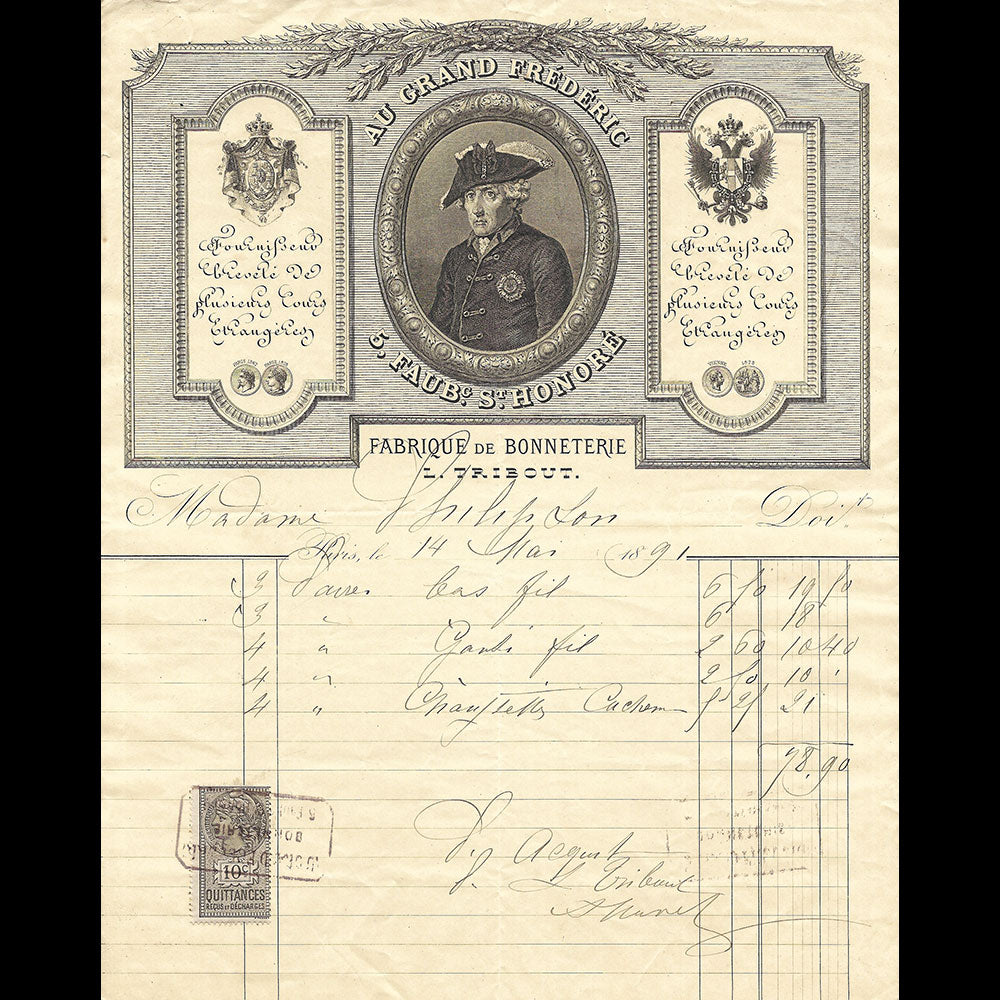 AU GRAND FRÉDÉRIC
Fournisseur
breveté de
plusieurs Cours
Etrangères
Fournisseur
breveté de
plusieurs Cours
Etrangères
5, FAUBG ST HONORÉ
FABRIQUE DE BONNETERIE
L. TRIBOUT.
Madame Philipson Doit
Paris, le 14 Mai 1891
3 Paires bas fil 6 50 19 50
3 " 6 18
4 " Gants fil 2 60 10 40
4 " 2 50 10 "
4 " Chaussettes 5 25 21
78.90
Pr Acquit
Pr L Tribout
10c
QUITTANCES
REÇUS ET DÉCHARGES